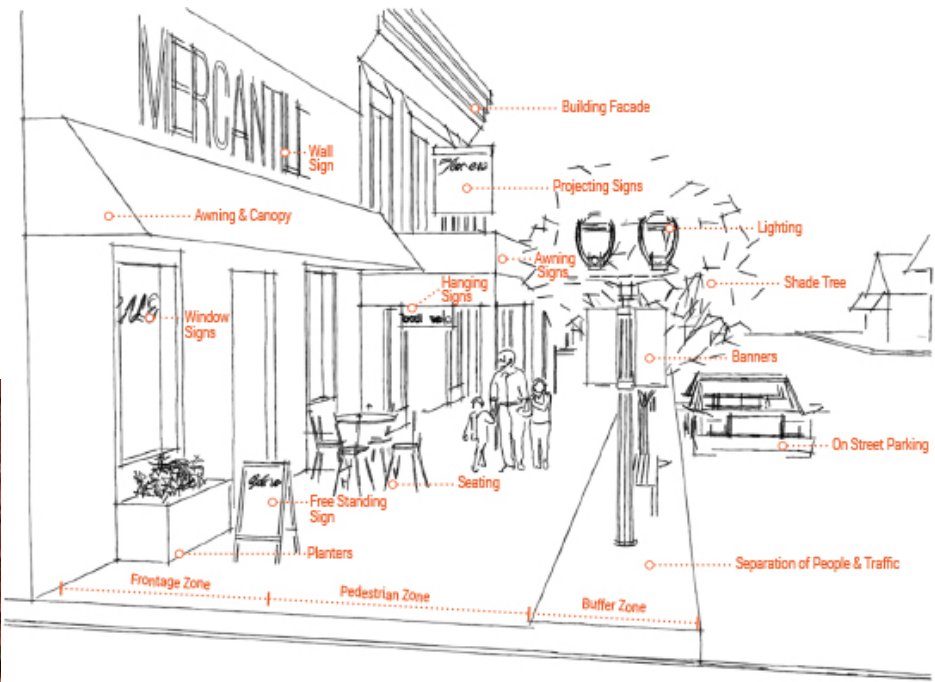 MERCANTIL
Building Facade
Wall
Sign
Projecting Signs
Awning & Canopy
Lighting
Awning
Signs
Hanging
Signs
Shade Tree
Window
Signs
Banners
On Street Parking
Seating
Free Standing
Sign
Planters
Separation of People & Traffic
Frontage Zone
Pedestrian Zone
Buffer Zone